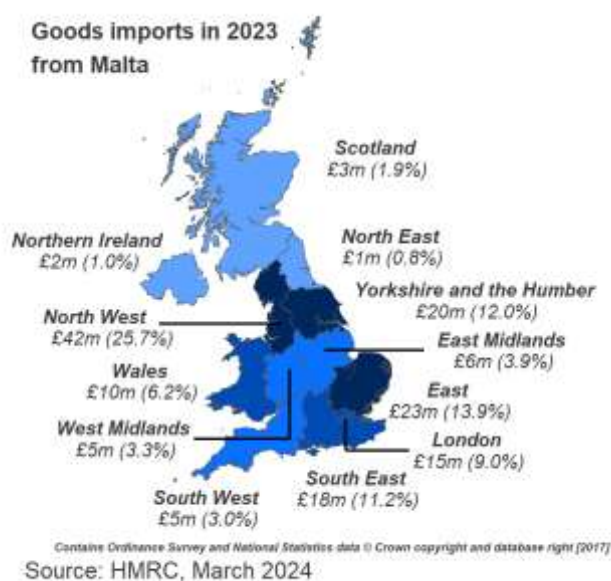 Goods imports in 2023
from Malta
Scotland
£3m (1.9%)
Northern Ireland
£2m (1.0%)
North East
£1m (0.8%)
Yorkshire and the Humber
£20m (12.0%)
North West
£42m (25.7%)
East Midlands
£6m (3.9%)
Wales
£10m (6.2%)
East
£23m (13.9%)
West Midlands
£5m (3.3%)
London
£15m (9.0%)
South East
£18m (11.2%)
South West
£5m (3.0%)
Contains Ordinance Survey and National Statistics data © Crown copyright and database right [2017]
Source: HMRC, March 2024